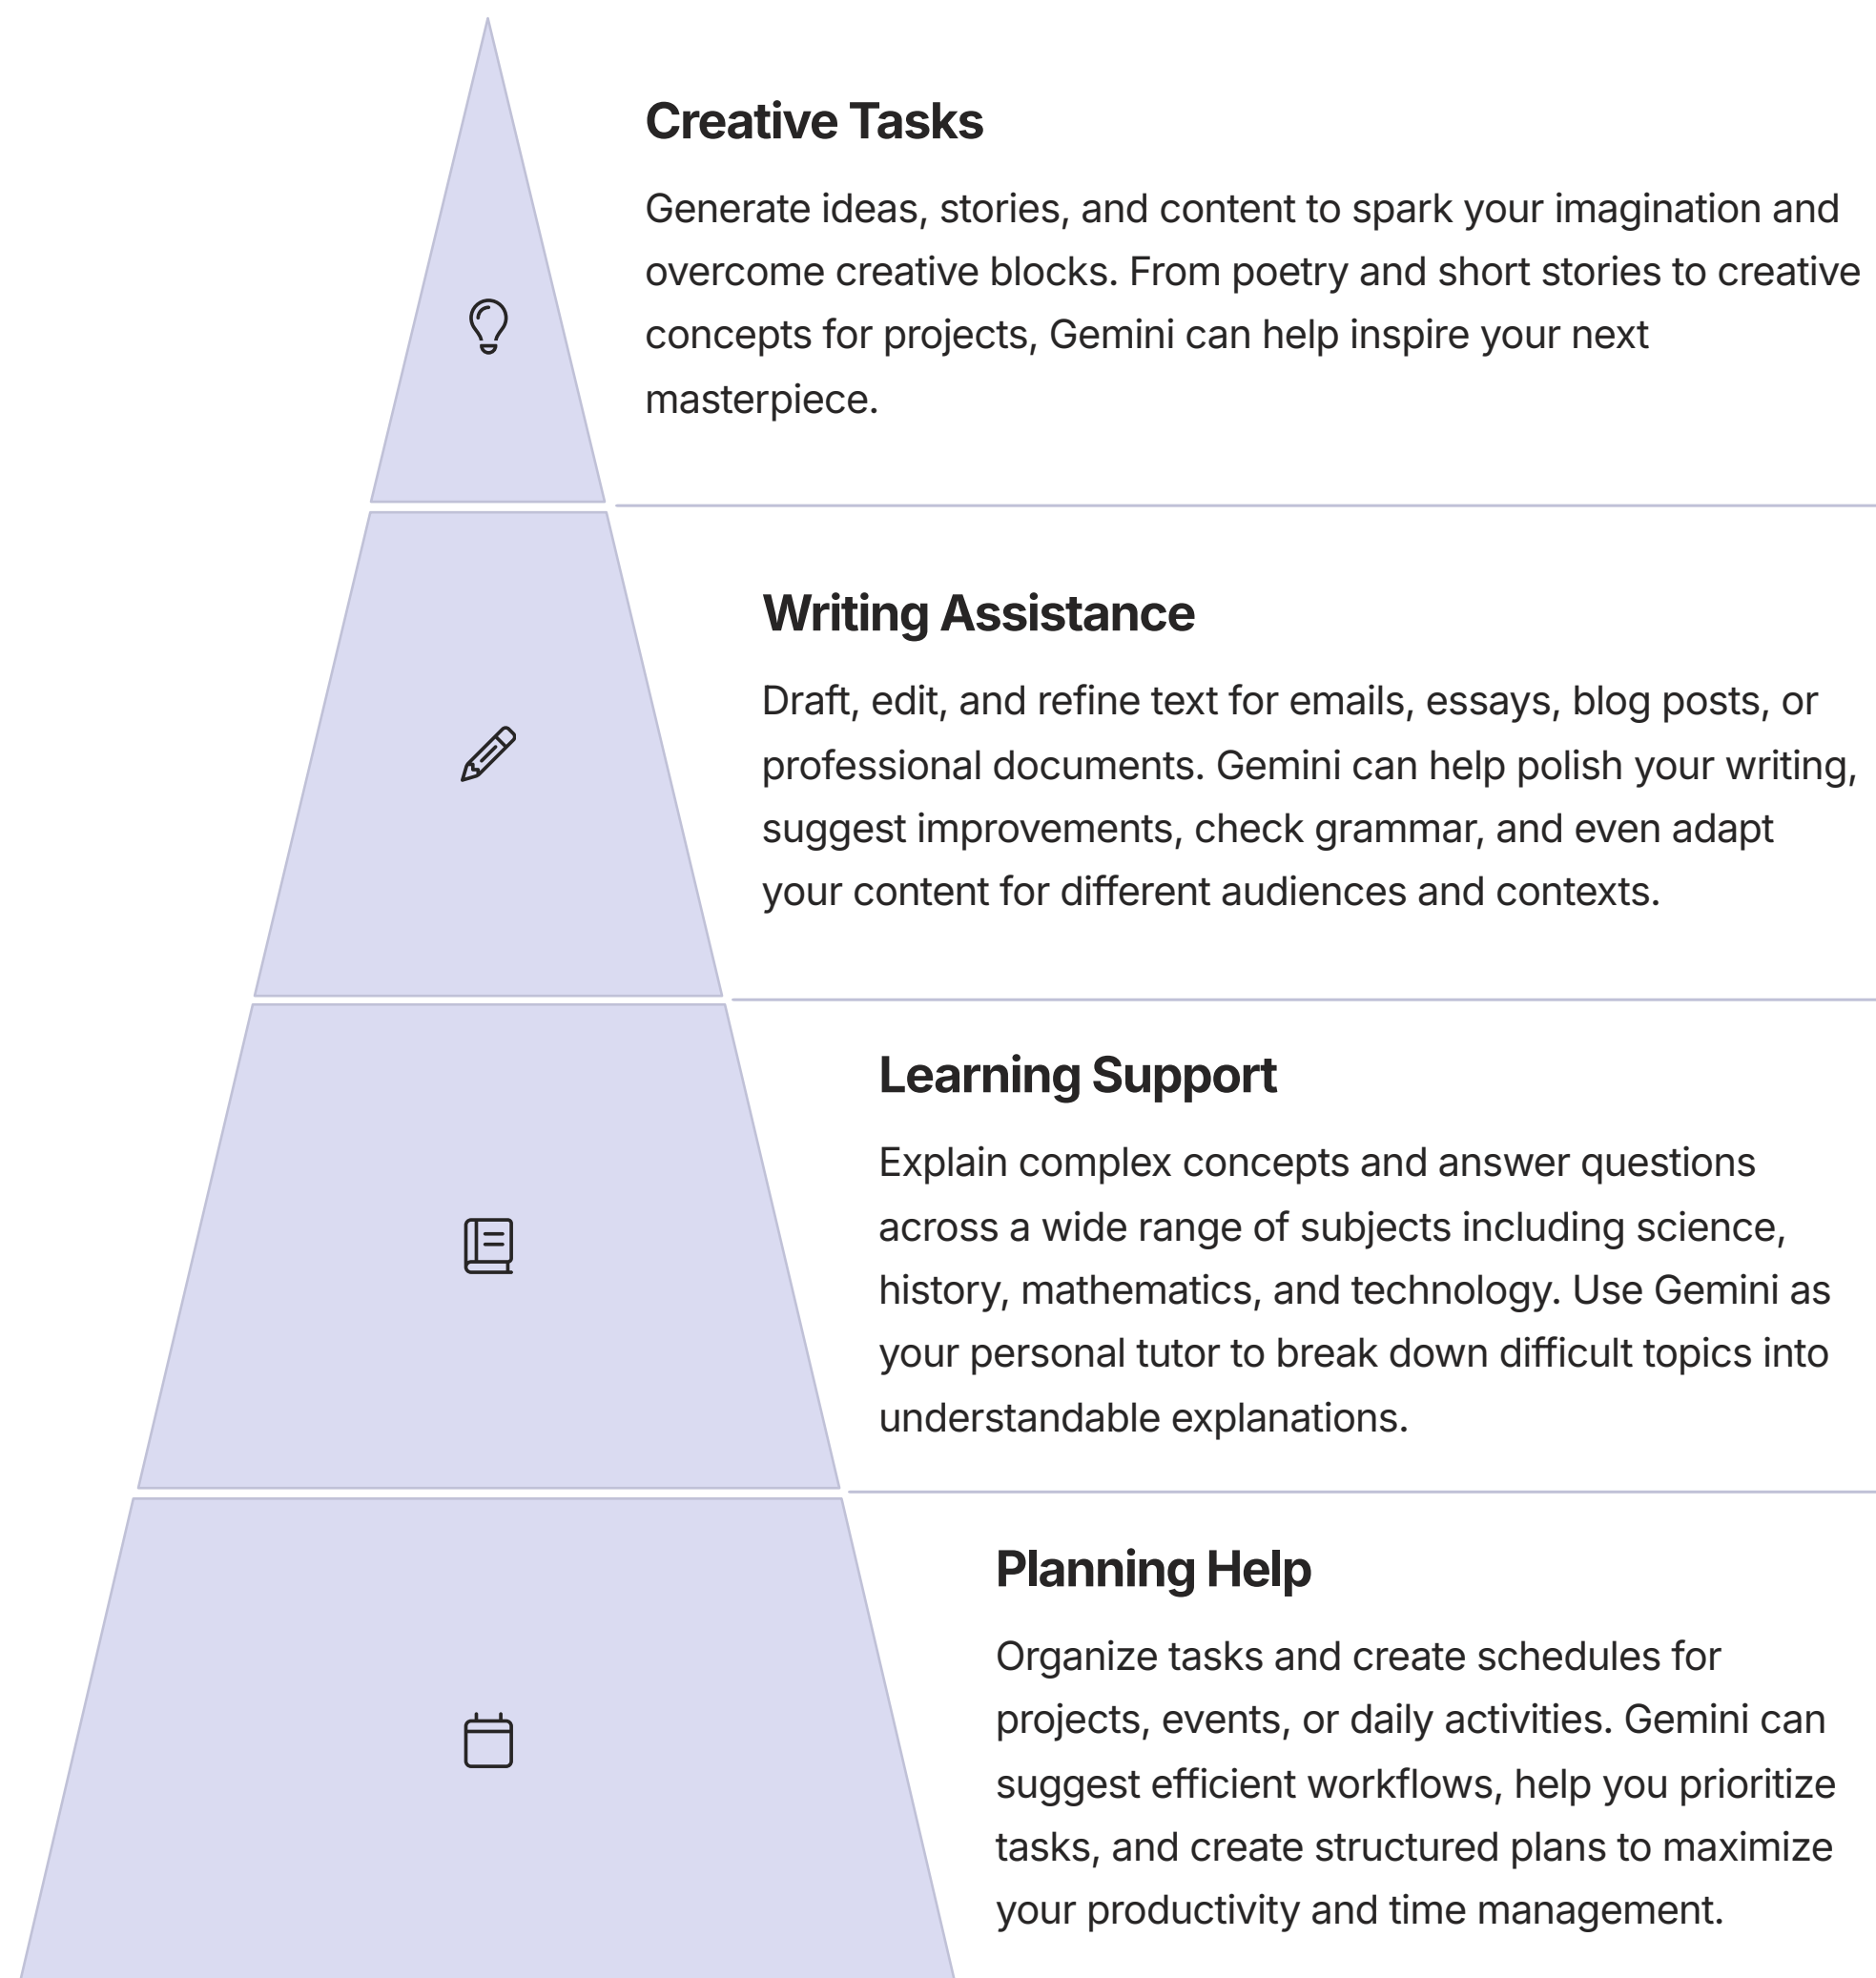 Creative Tasks
Generate ideas, stories, and content to spark your imagination and
overcome creative blocks. From poetry and short stories to creative
concepts for projects, Gemini can help inspire your next
masterpiece.
Writing Assistance
Draft, edit, and refine text for emails, essays, blog posts, or
professional documents. Gemini can help polish your writing,
suggest improvements, check grammar, and even adapt
your content for different audiences and contexts.
Learning Support
Explain complex concepts and answer questions
across a wide range of subjects including science,
history, mathematics, and technology. Use Gemini as
your personal tutor to break down difficult topics into
understandable explanations.
Planning Help
Organize tasks and create schedules for
projects, events, or daily activities. Gemini can
suggest efficient workflows, help you prioritize
tasks, and create structured plans to maximize
your productivity and time management.